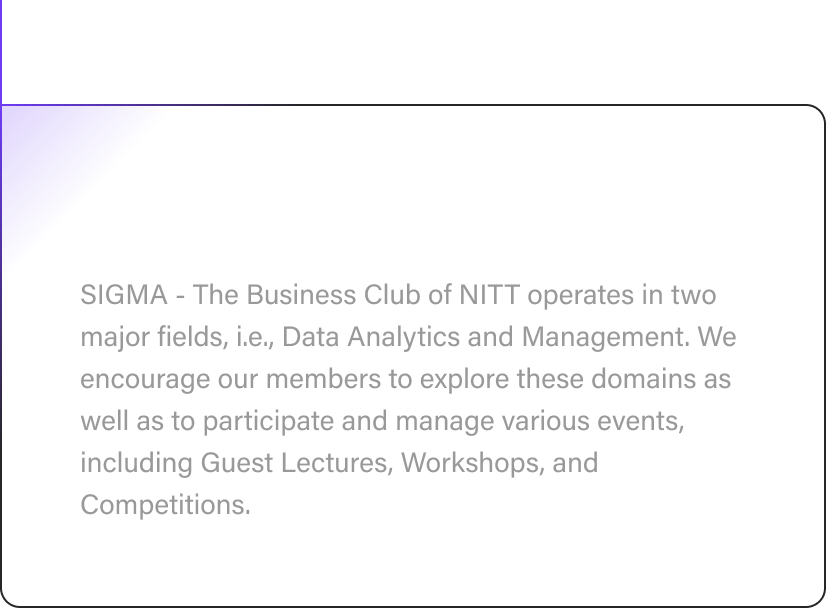 SIGMA - The Business Club of NITT operates in two
major fields, i.e., Data Analytics and Management. We
encourage our members to explore these domains as
well as to participate and manage various events,
including Guest Lectures, Workshops, and
Competitions.